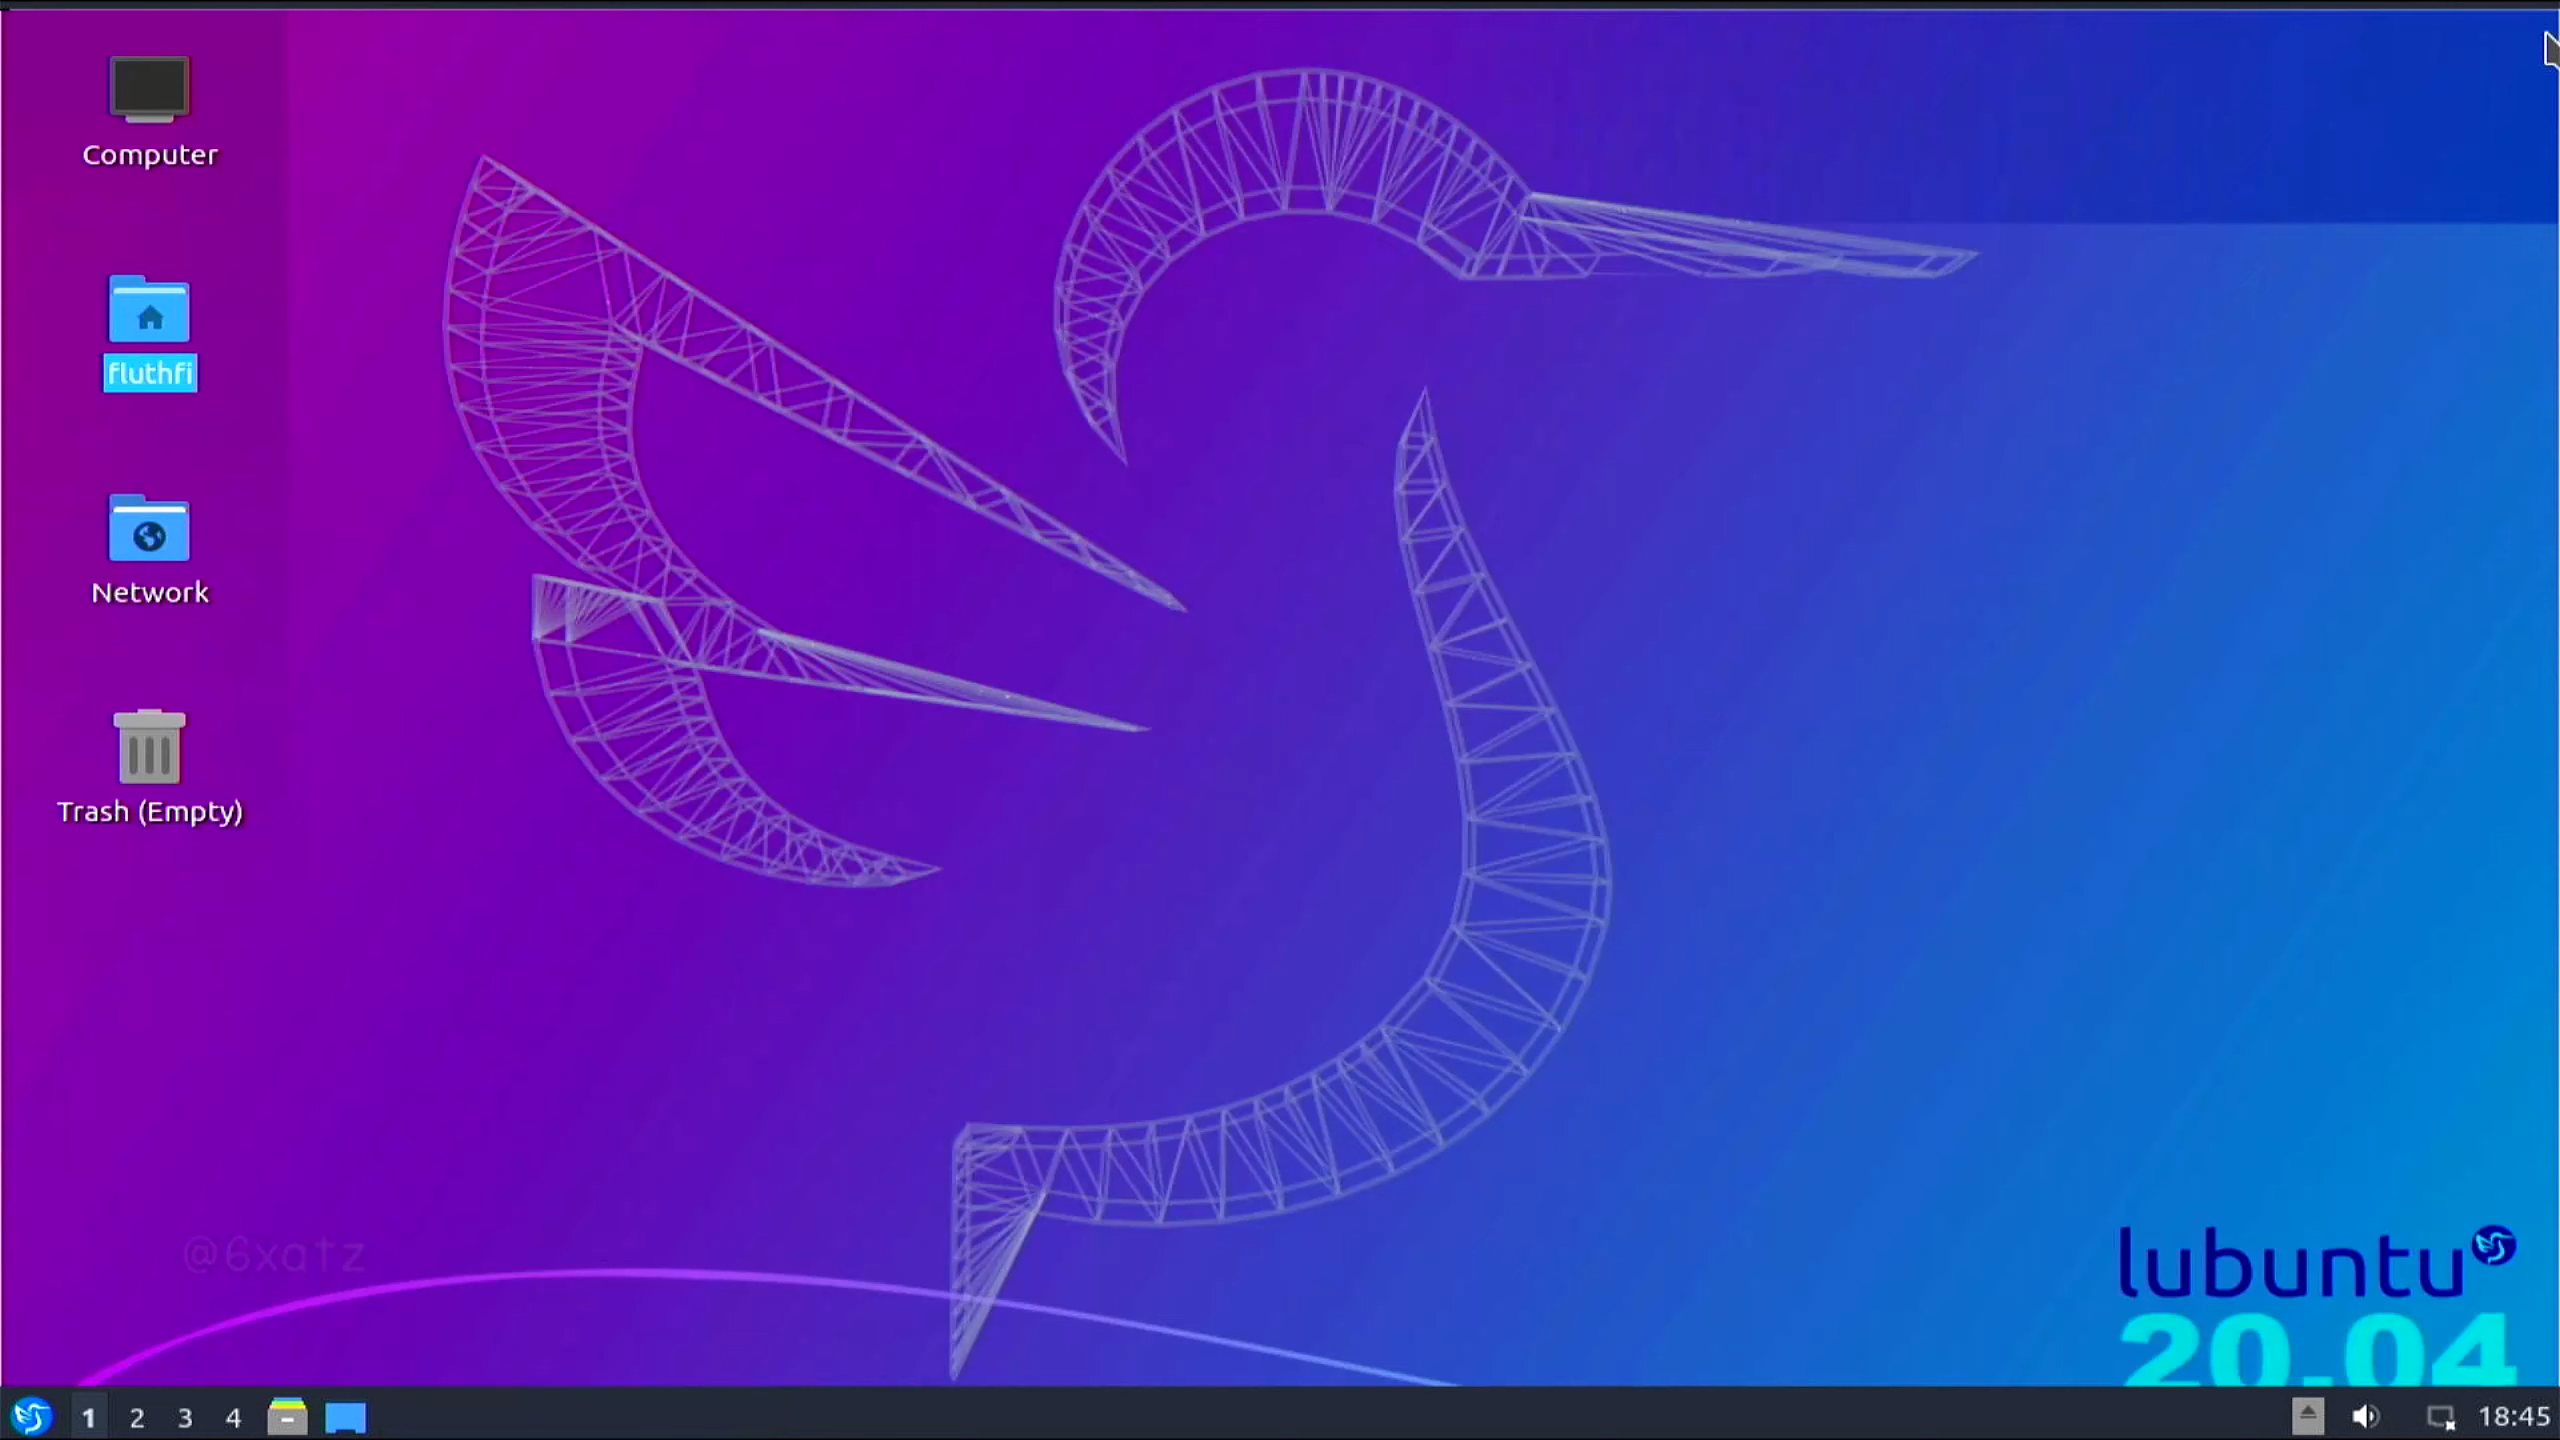 Computer
fluthfi
Network
Trash (Empty)
@6xatz
lubuntu
20.04
1 2 3 4
18:45